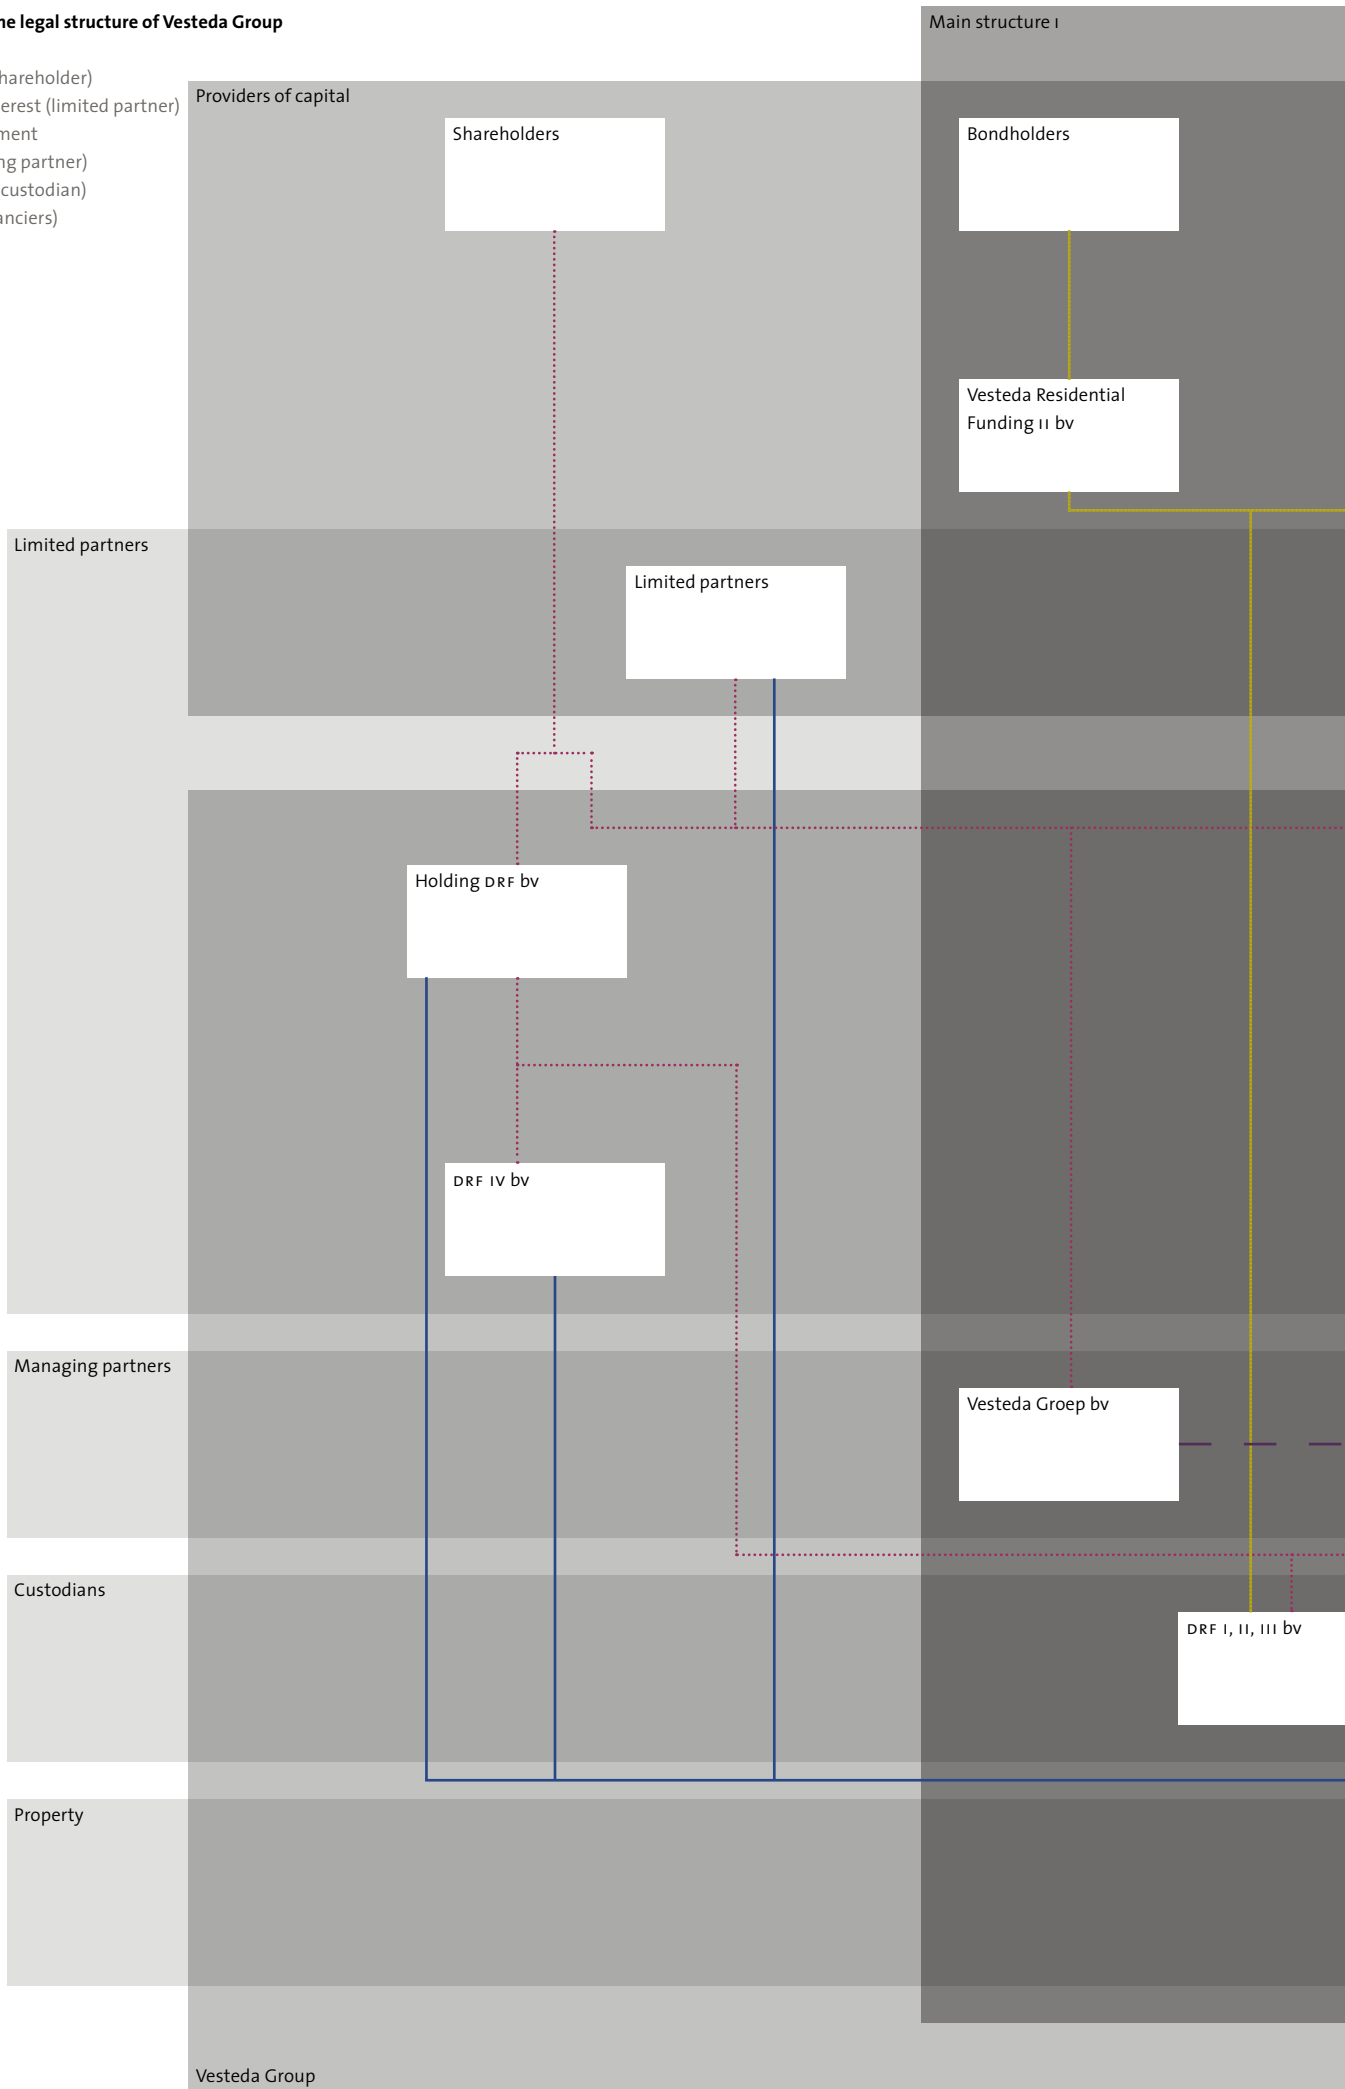 the legal structure of Vesteda Group
Main structure I
shareholder)
erest (limited partner)
ment
ng partner)
custodian)
anciers)
Providers of capital
Shareholders
Bondholders
Vesteda Residential
Funding II bv
Limited partners
Limited partners
Holding DRF bv
DRF IV bv
Managing partners
Vesteda Groep bv
Custodians
DRF I, II, III bv
Property
Vesteda Group